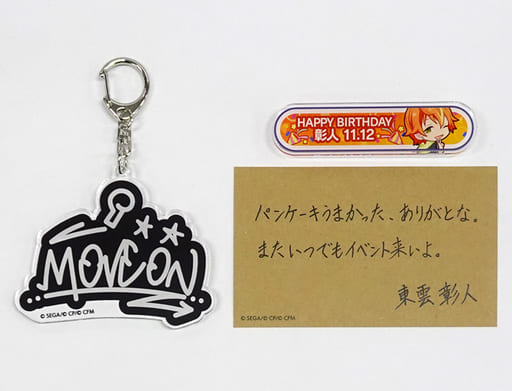 MOVE ON
© SEGA/© CP/© CFM
HAPPY BIRTHDAY
彰人 11.12
パンケーキうまかった、ありがとな。
またいつでもイベント来いよ。
東雲 彰人
© SEGA/© CP/© CFM